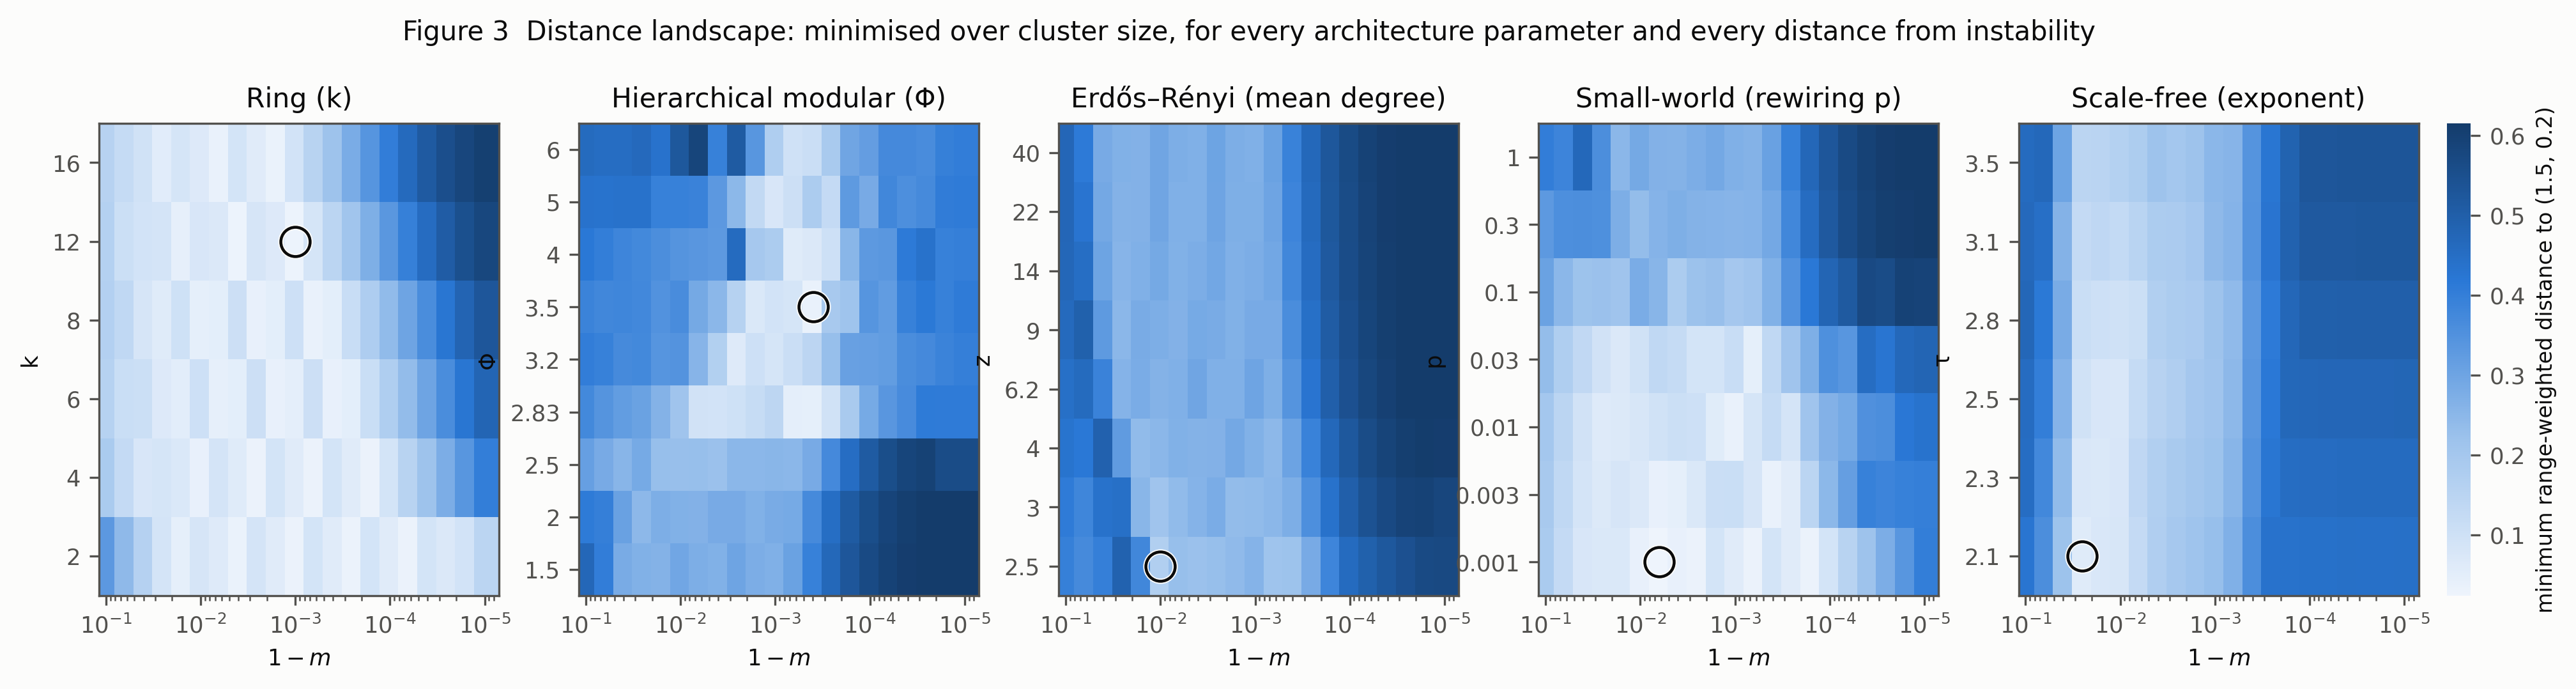 Figure 3  Distance landscape: minimised over cluster size, for every architecture parameter and every distance from instability
Ring (k)
k
16
12
8
6
4
2
10⁻¹ 10⁻² 10⁻³ 10⁻⁴ 10⁻⁵
1 − m
Hierarchical modular (Φ)
Φ
6
5
4
3.5
3.2
2.83
2.5
2
1.5
10⁻¹ 10⁻² 10⁻³ 10⁻⁴ 10⁻⁵
1 − m
Erdős–Rényi (mean degree)
z
40
22
14
9
6.2
4
3
2.5
10⁻¹ 10⁻² 10⁻³ 10⁻⁴ 10⁻⁵
1 − m
Small-world (rewiring p)
p
1
0.3
0.1
0.03
0.01
0.003
0.001
10⁻¹ 10⁻² 10⁻³ 10⁻⁴ 10⁻⁵
1 − m
Scale-free (exponent)
τ
3.5
3.1
2.8
2.5
2.3
2.1
10⁻¹ 10⁻² 10⁻³ 10⁻⁴ 10⁻⁵
1 − m
0.6
0.5
0.4
0.3
0.2
0.1
minimum range-weighted distance to (1.5, 0.2)